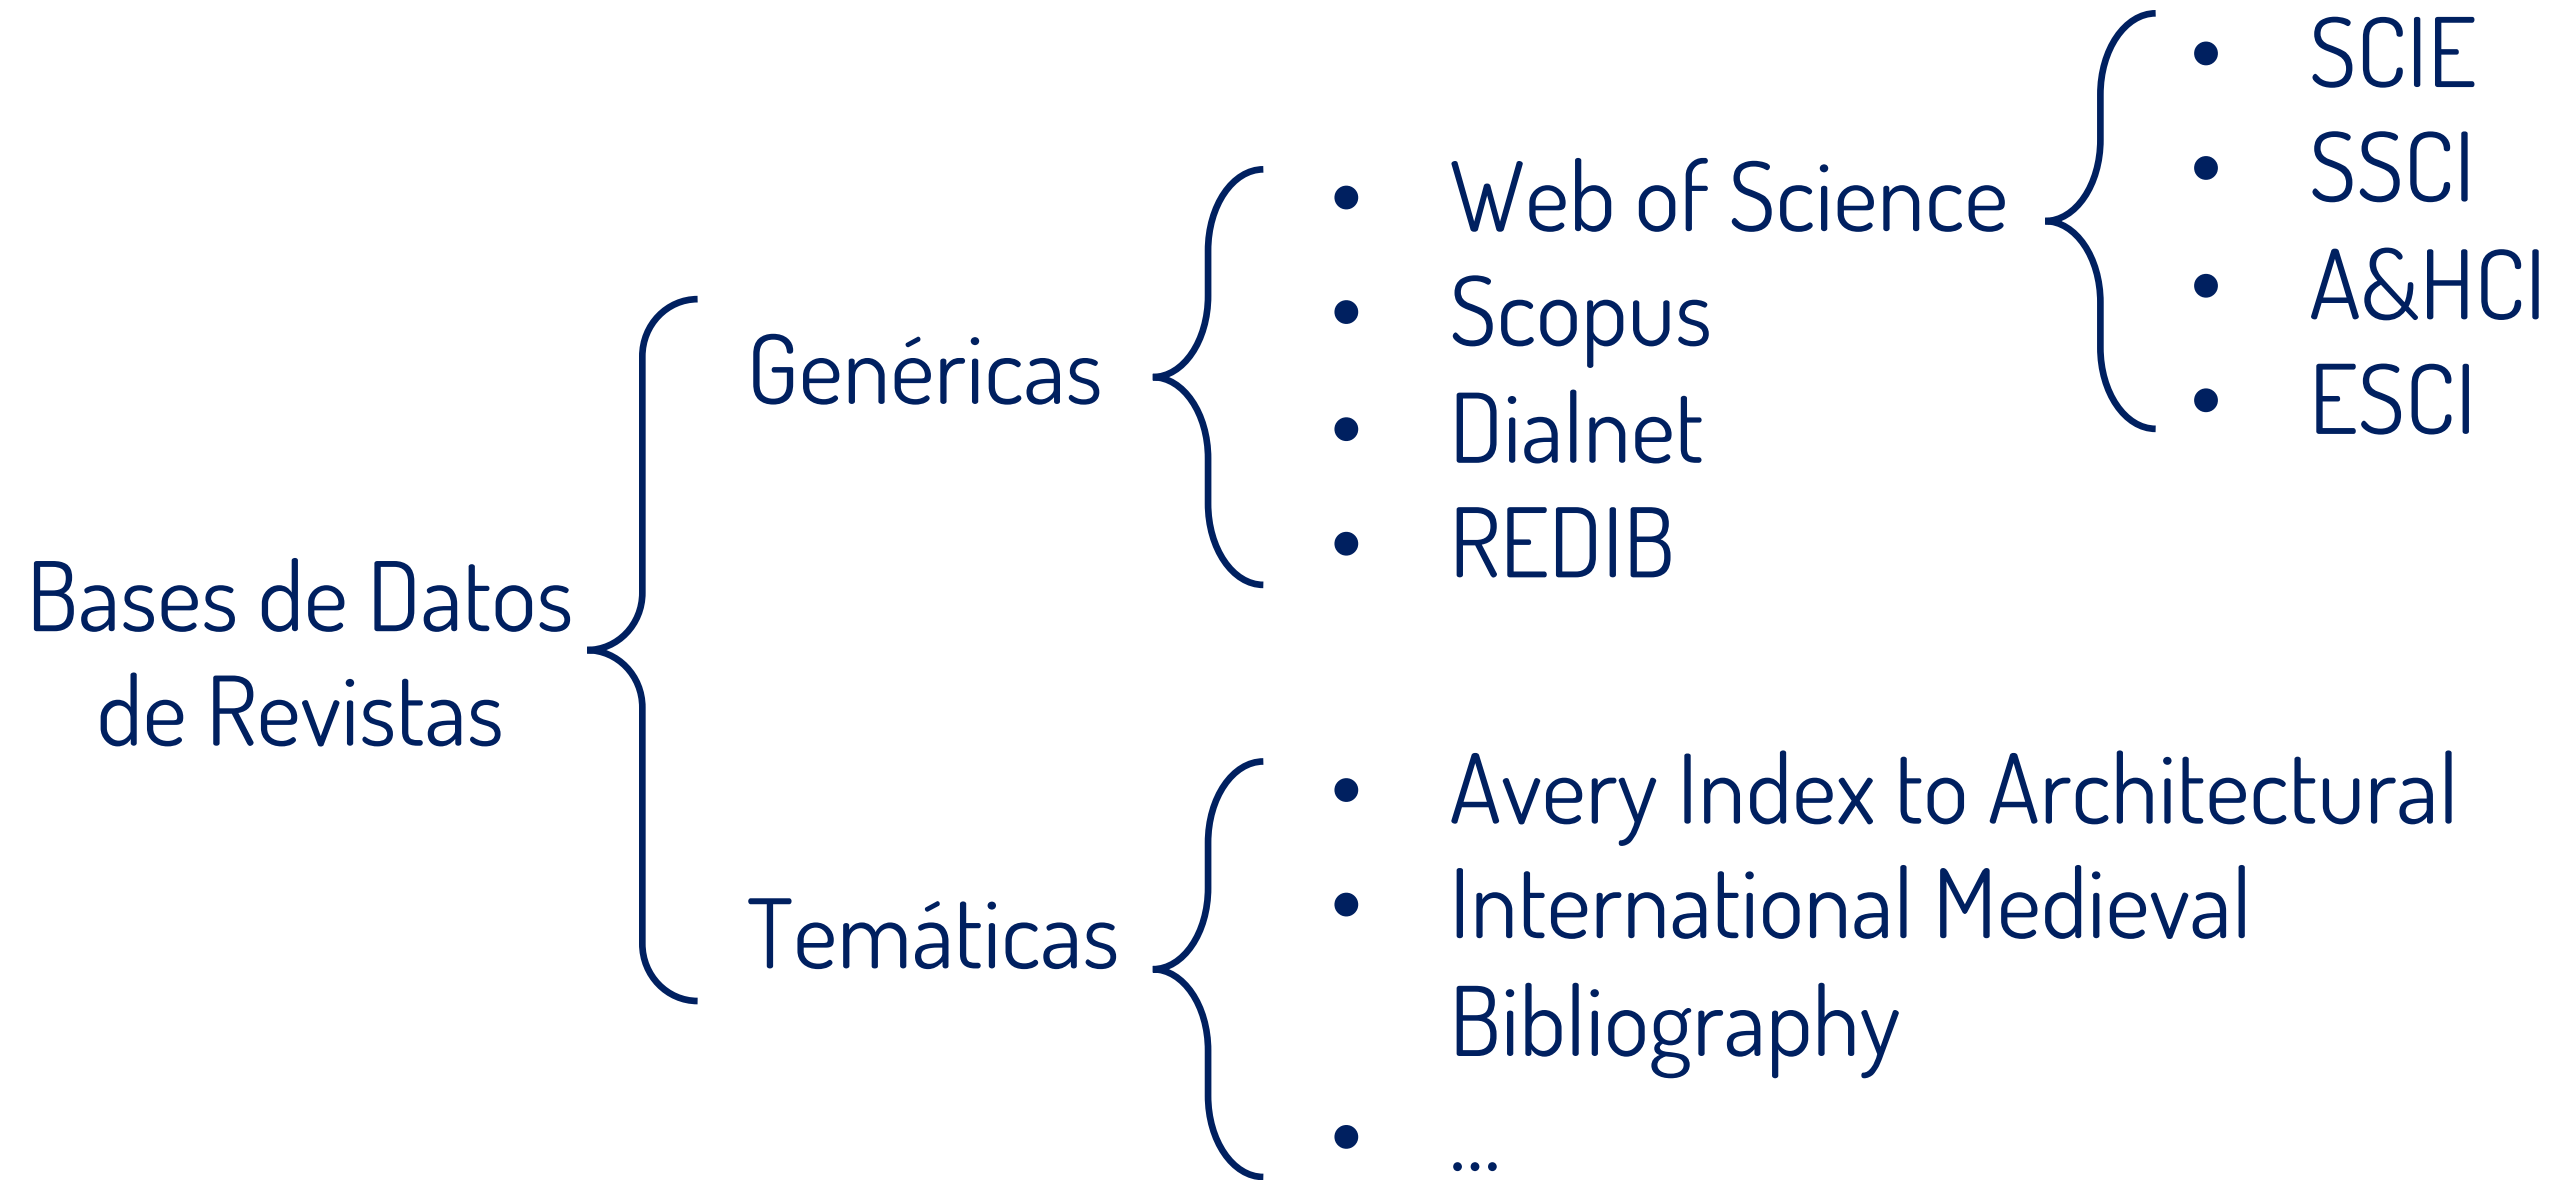 Bases de Datos
de Revistas
Genéricas
• Web of Science
• Scopus
• Dialnet
• REDIB
• SCIE
• SSCI
• A&HCI
• ESCI
Temáticas
• Avery Index to Architectural
• International Medieval
Bibliography
• ...